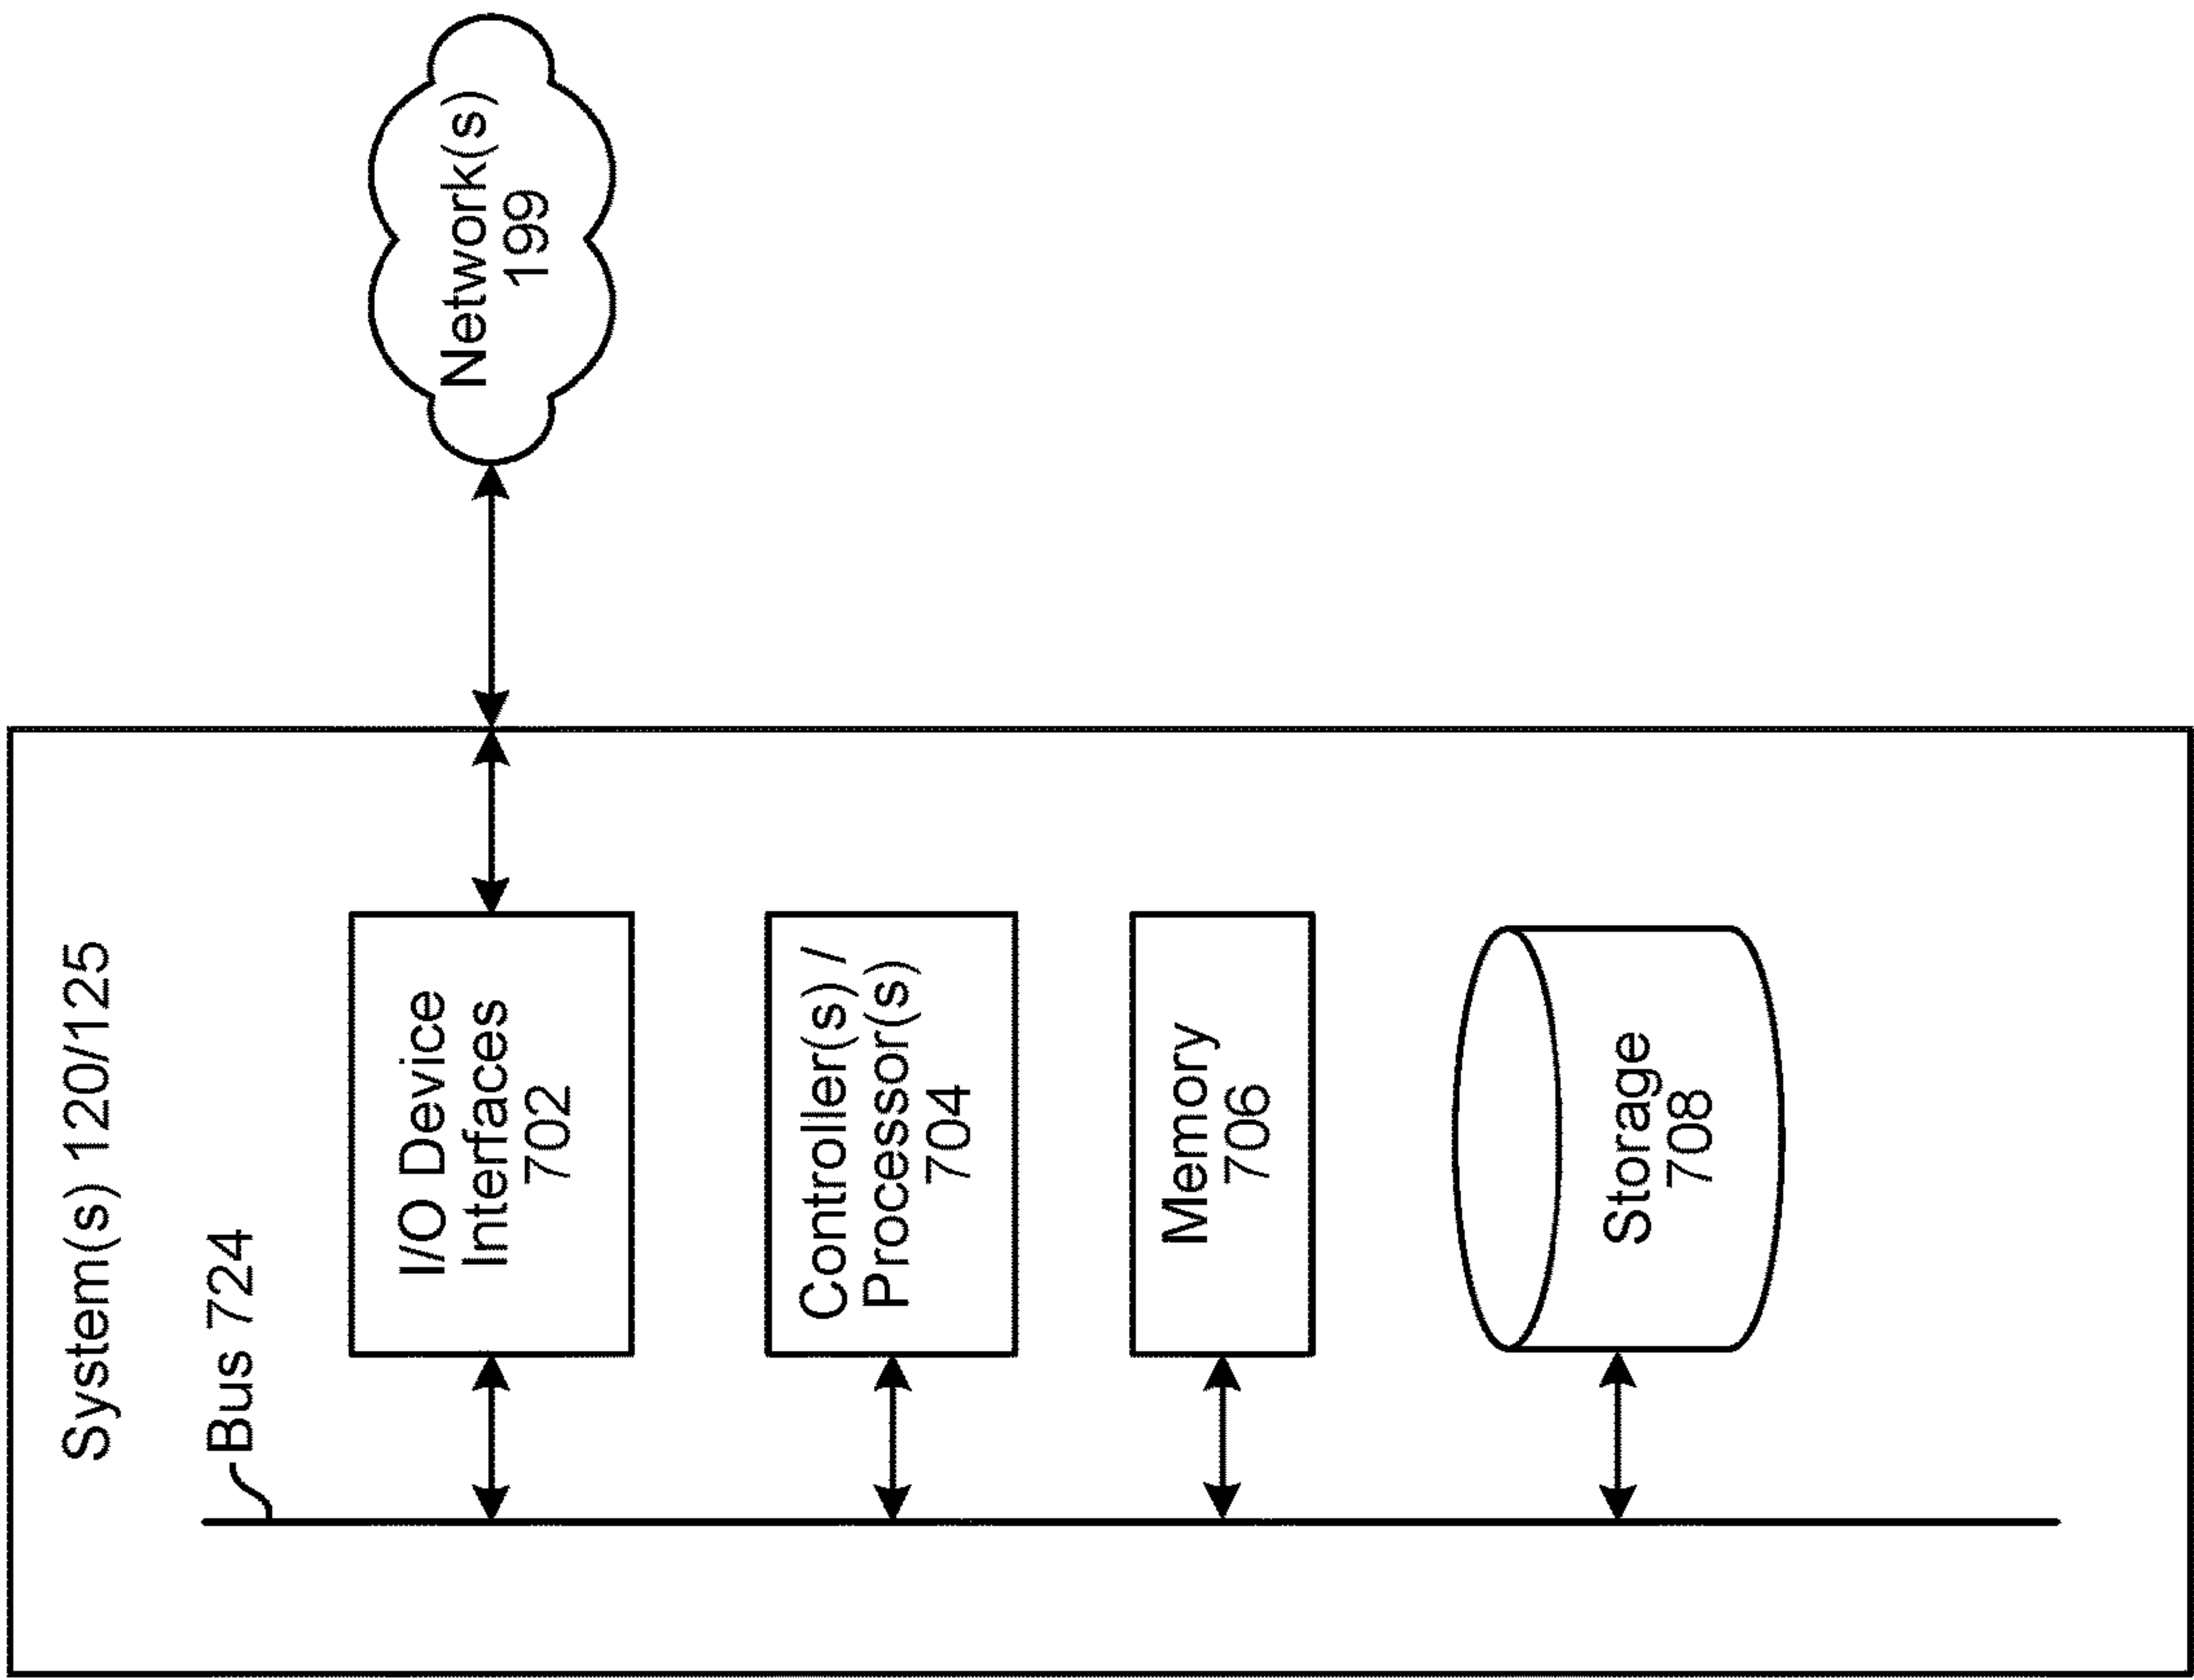 System(s) 120/125
Bus 724
I/O Device
Interfaces
702
Network(s)
199
Controller(s) /
Processor(s)
704
Memory
706
Storage
708